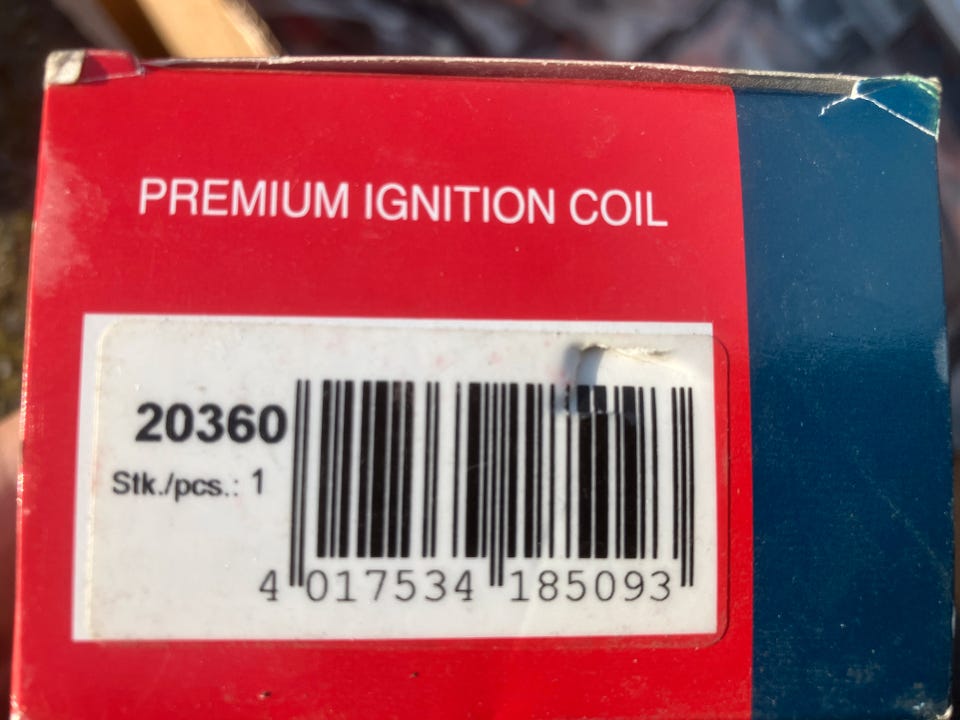 PREMIUM IGNITION COIL
20360
Stk./pcs.: 1
4 017534 185093